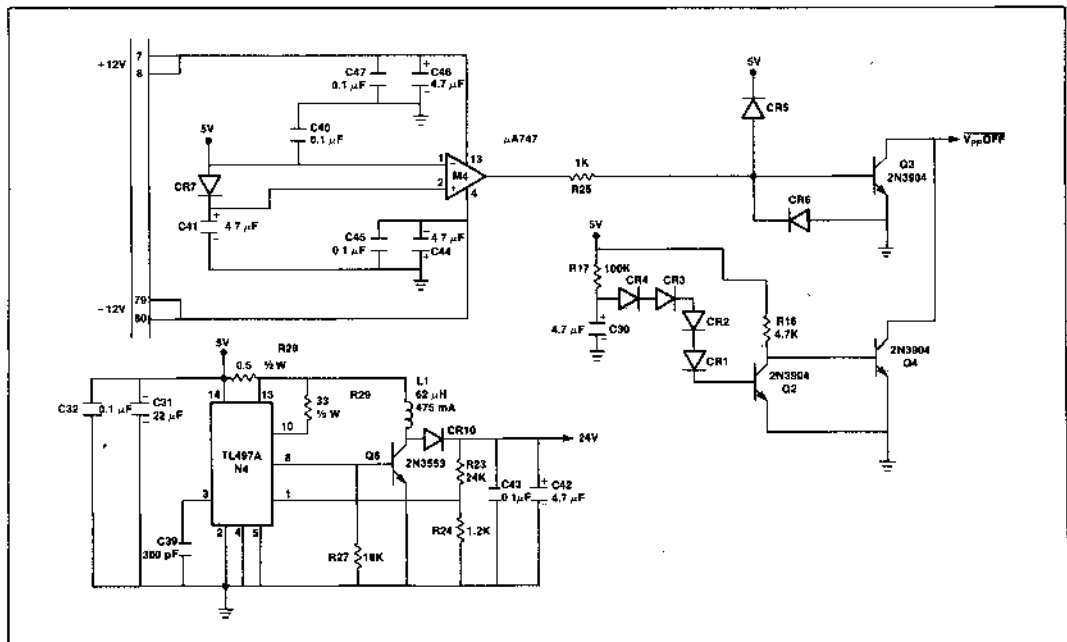 +12V
7
8
C47
0.1 μF
+
C46
4.7 μF
−
C40
0.1 μF
5V
μA747
1
−
13
M4
2
+
4
CR7
+
C41
4.7 μF
−
C45
0.1 μF
−
4.7 μF
+
C44
−12V
79
80
1K
R25
5V
CR5
Q3
2N3904
VPPOFF
CR6
5V
R17
100K
CR4
CR3
+
4.7 μF
C30
−
CR2
CR1
R16
4.7K
2N3904
Q2
2N3904
Q4
5V
R28
0.5
½ W
14
13
C32
0.1 μF
C31
22 μF
−
33
½ W
R29
L1
62 μH
475 mA
10
CR10
24V
TL497A
N4
8
Q6
2N3553
R23
24K
C43
0.1μF
+
C42
4.7 μF
−
3
1
R24
1.2K
C39
300 pF
2
4
5
R27